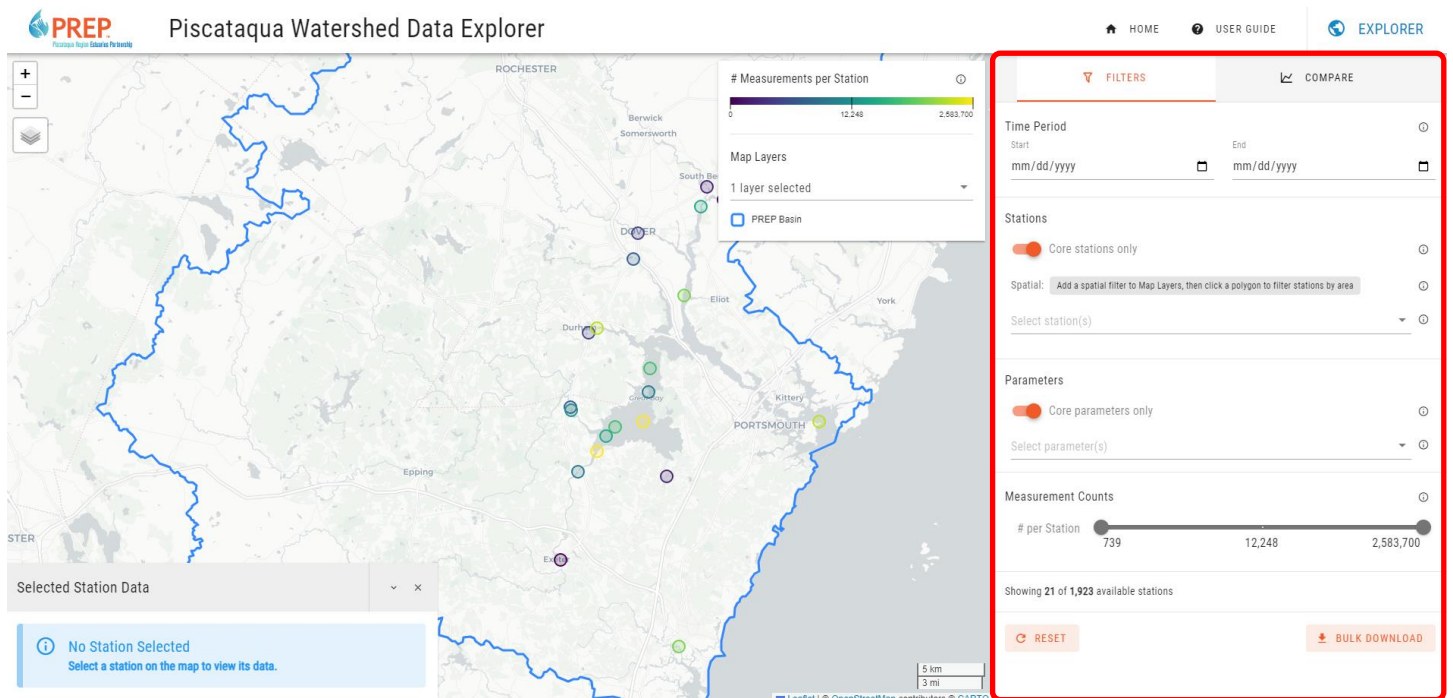 PREP
Piscataqua Region Estuaries Partnership
Piscataqua Watershed Data Explorer
HOME
USER GUIDE
EXPLORER
+
−
ROCHESTER
Berwick
Somersworth
South Be
DOVER
Eliot
York
Durham
Great Bay
Kittery
PORTSMOUTH
Epping
STER
Exeter
# Measurements per Station
0 12,248 2,583,700
Map Layers
1 layer selected
PREP Basin
Selected Station Data
No Station Selected
Select a station on the map to view its data.
5 km
3 mi
Leaflet | © OpenStreetMap contributors © CARTO
FILTERS
COMPARE
Time Period
Start End
mm/dd/yyyy mm/dd/yyyy
Stations
Core stations only
Spatial: Add a spatial filter to Map Layers, then click a polygon to filter stations by area
Select station(s)
Parameters
Core parameters only
Select parameter(s)
Measurement Counts
# per Station
739 12,248 2,583,700
Showing 21 of 1,923 available stations
RESET
BULK DOWNLOAD